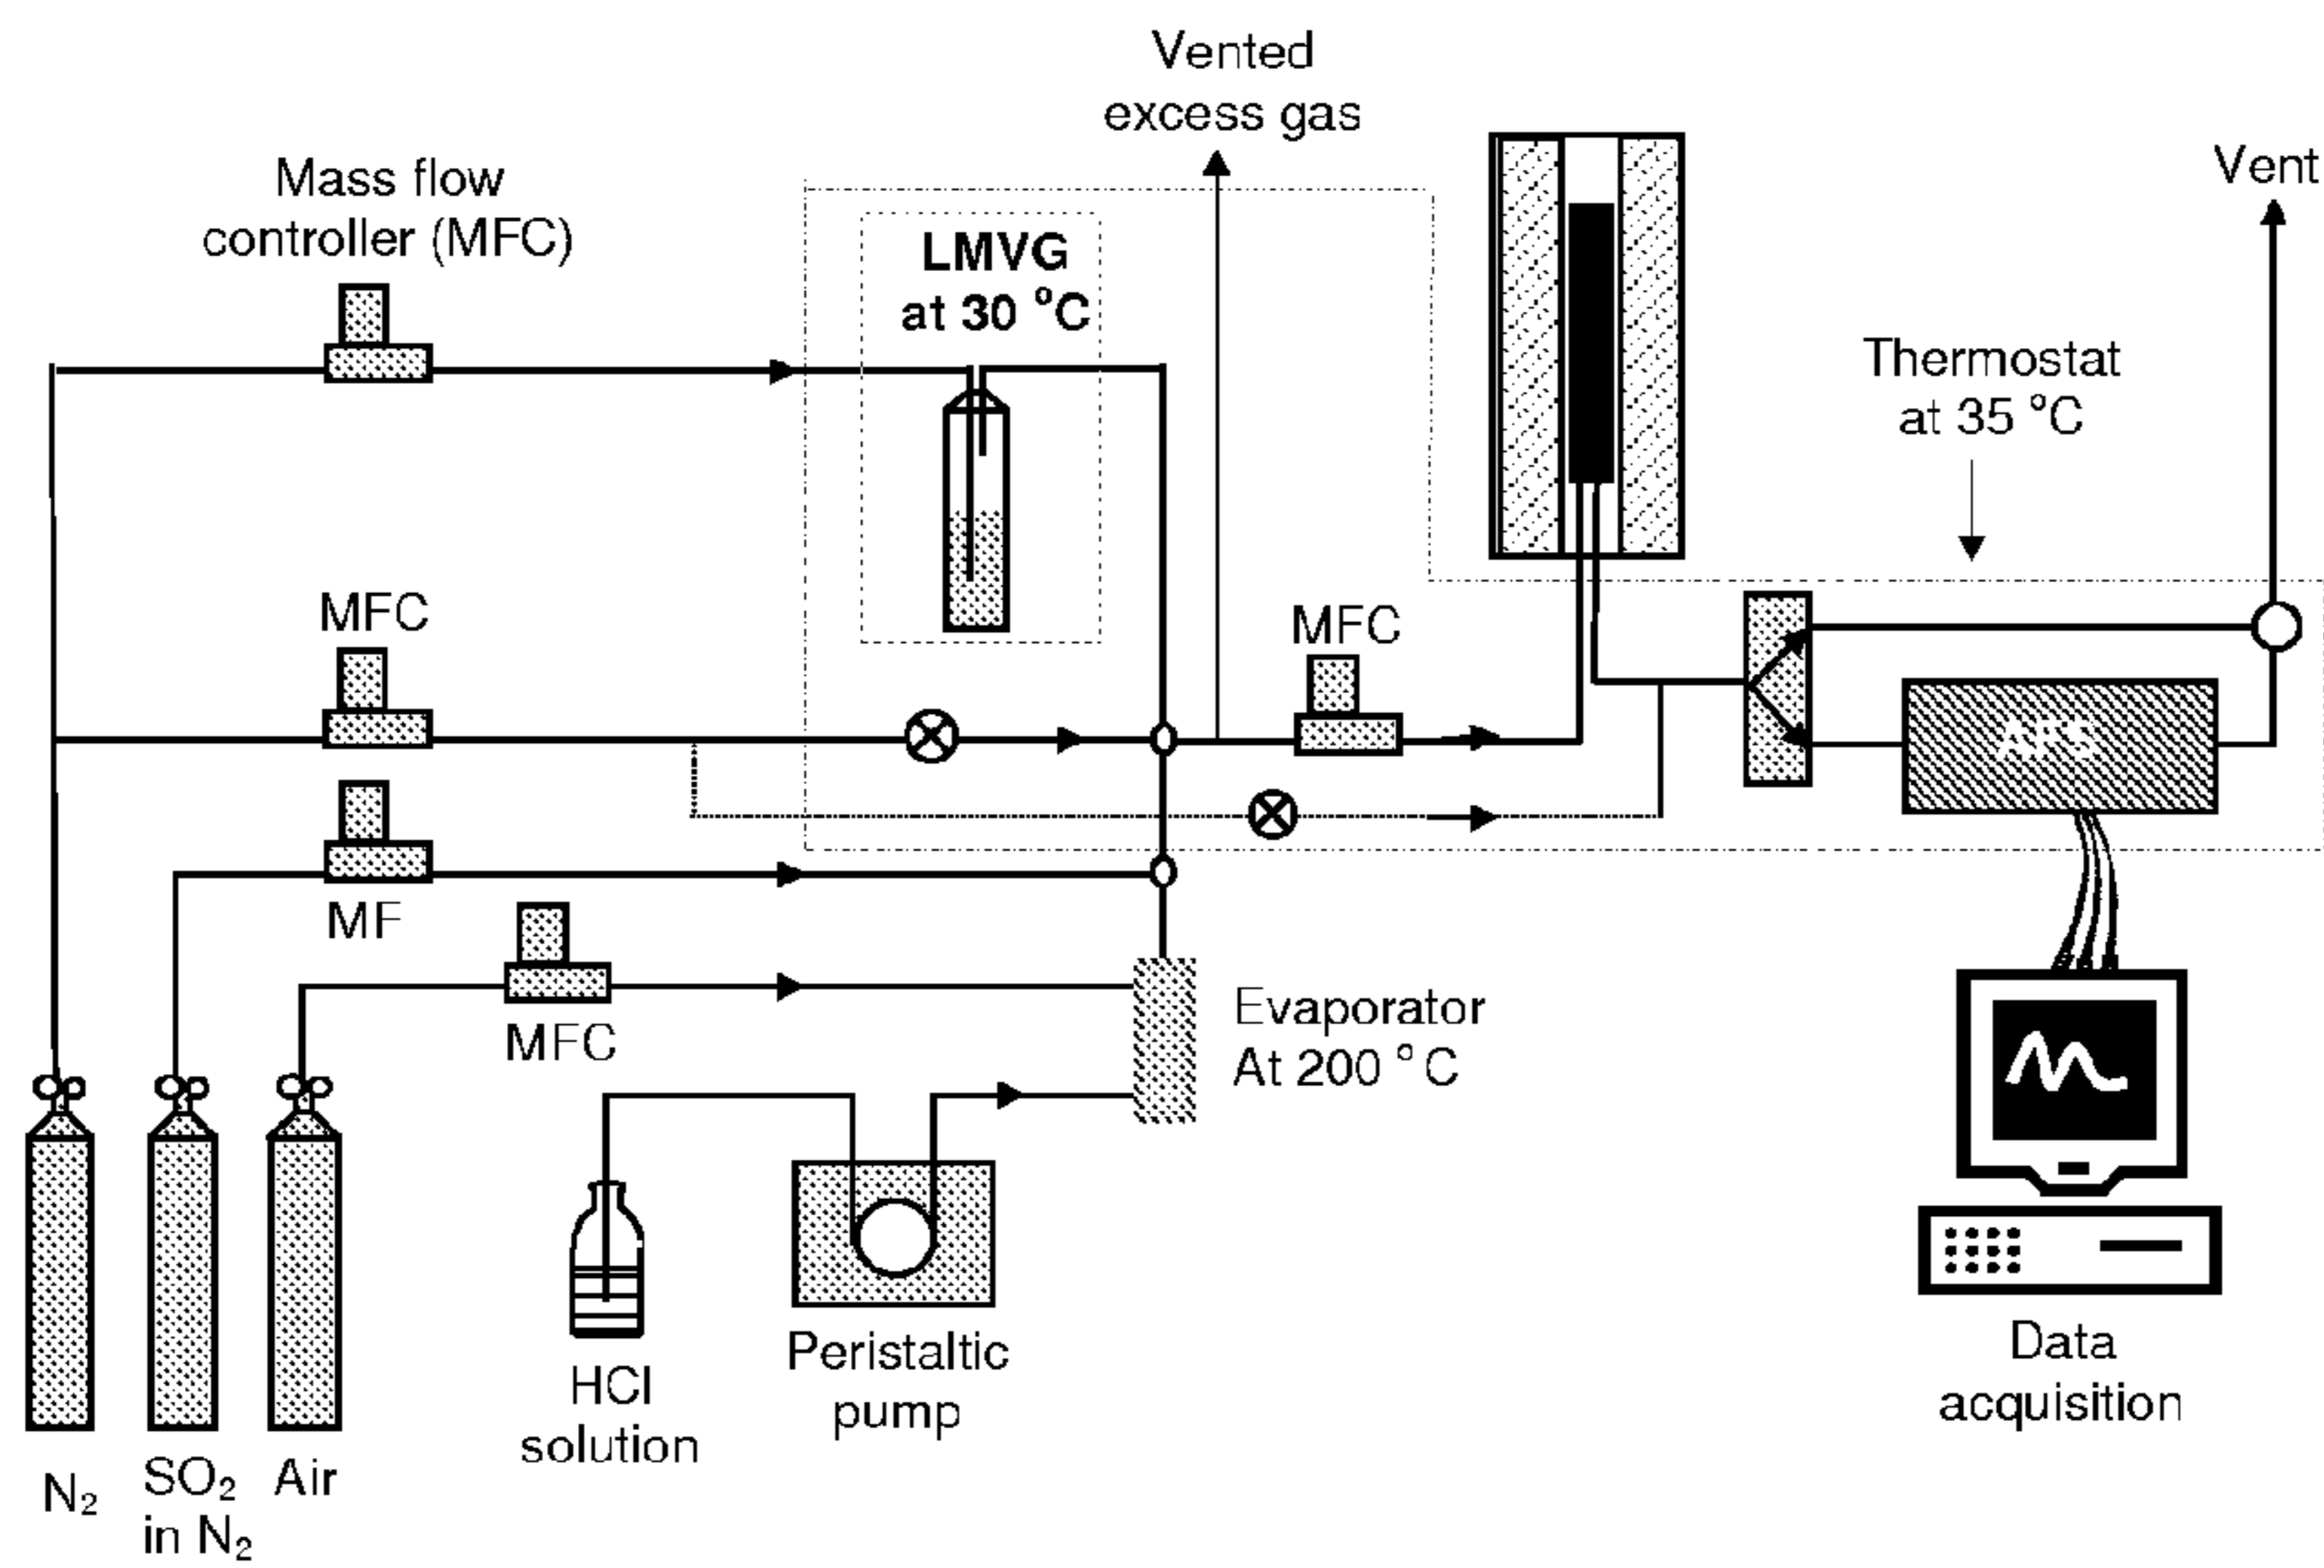 Vented
excess gas
Mass flow
controller (MFC)
Vent
LMVG
at 30 °C
Thermostat
at 35 °C
MFC
MFC
AFS
MF
MFC
Evaporator
At 200 °C
HCl
solution
Peristaltic
pump
Data
acquisition
N₂
SO₂
in N₂
Air